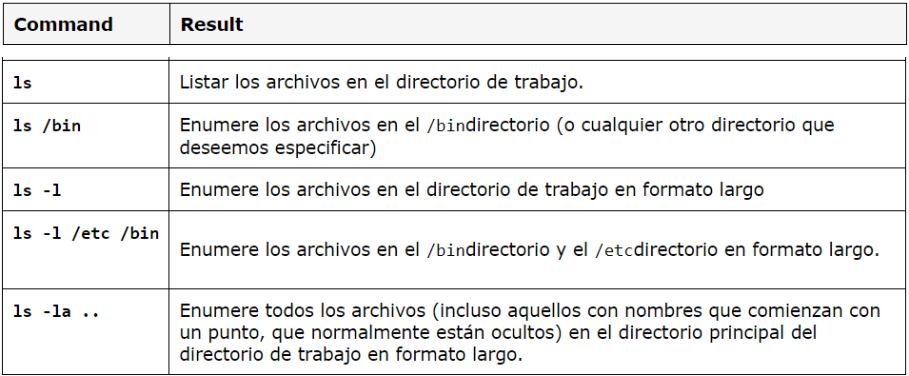 Command Result
ls Listar los archivos en el directorio de trabajo.
ls /bin Enumere los archivos en el /bindirectorio (o cualquier otro directorio que
deseemos especificar)
ls -l Enumere los archivos en el directorio de trabajo en formato largo
ls -l /etc /bin
Enumere los archivos en el /bindirectorio y el /etcdirectorio en formato largo.
ls -la .. Enumere todos los archivos (incluso aquellos con nombres que comienzan con
un punto, que normalmente están ocultos) en el directorio principal del
directorio de trabajo en formato largo.